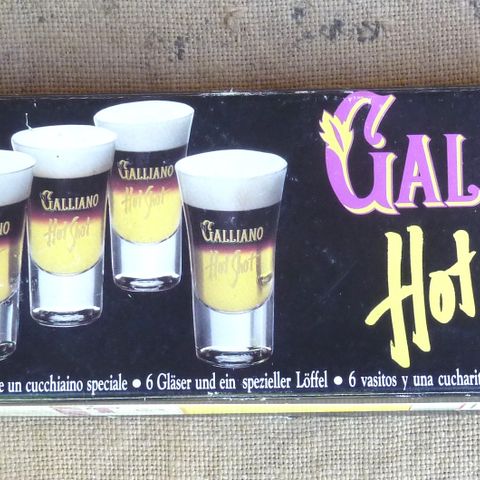 GALLIANO
Hot Shot
GALLIANO
Hot Shot
GALLIANO
Hot Shot
GAL
Hot
e un cucchiaino speciale • 6 Gläser und ein spezieller Löffel • 6 vasitos y una cucharit